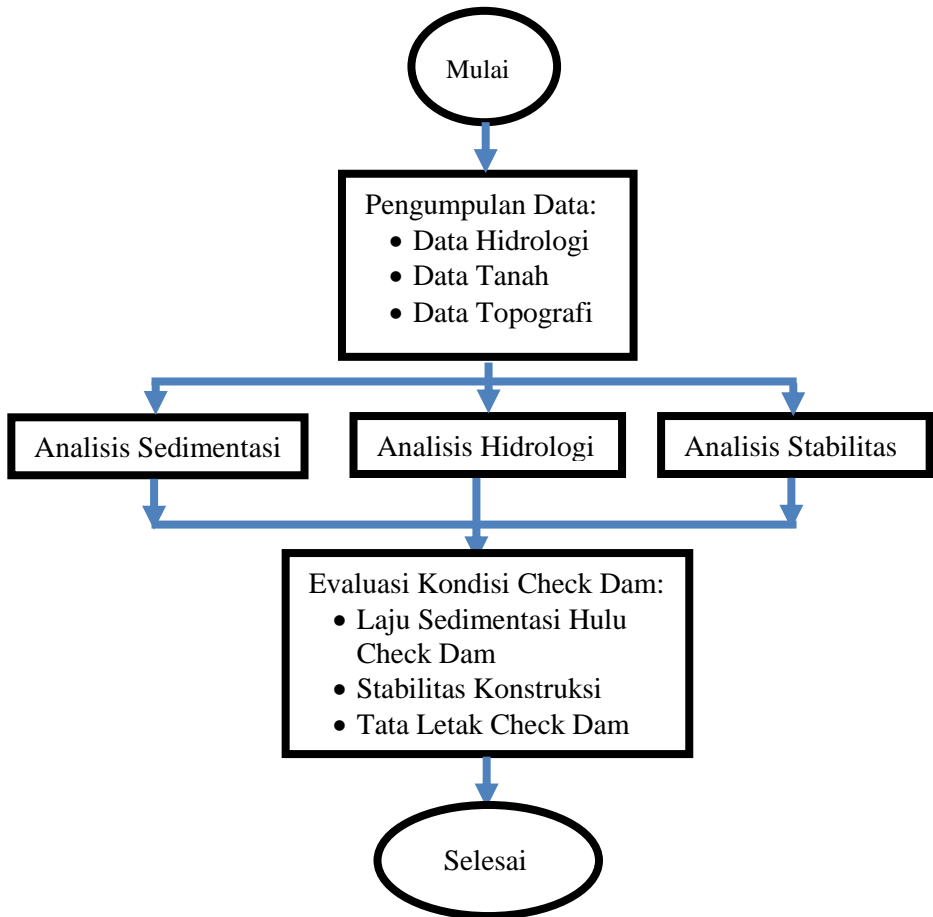 Mulai
Pengumpulan Data:
• Data Hidrologi
• Data Tanah
• Data Topografi
Analisis Sedimentasi
Analisis Hidrologi
Analisis Stabilitas
Evaluasi Kondisi Check Dam:
• Laju Sedimentasi Hulu
Check Dam
• Stabilitas Konstruksi
• Tata Letak Check Dam
Selesai